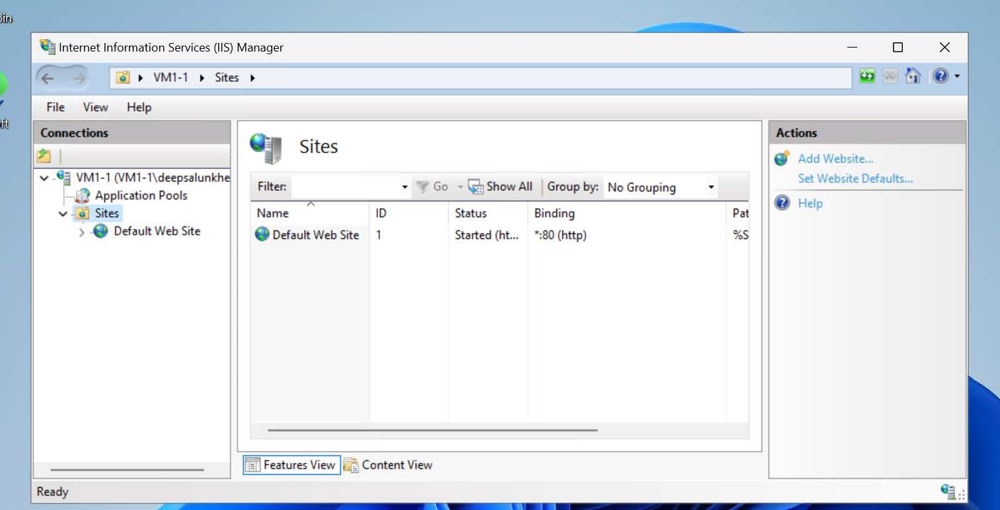 Bin
Internet Information Services (IIS) Manager
VM1-1 Sites
File View Help
ft
Connections
VM1-1 (VM1-1\deepsalunkhe
Application Pools
Sites
Default Web Site
Sites
Filter: Go Show All Group by: No Grouping
Name ID Status Binding Pat
Default Web Site 1 Started (ht... *:80 (http) %S
Features View Content View
Actions
Add Website...
Set Website Defaults...
Help
Ready